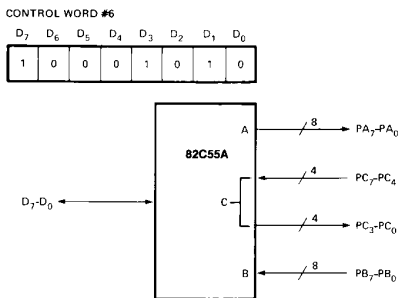 CONTROL WORD #6
D7 D6 D5 D4 D3 D2 D1 D0
1 0 0 0 1 0 1 0
A 8 PA7-PA0
82C55A
4 PC7-PC4
D7-D0 C
4 PC3-PC0
B 8 PB7-PB0